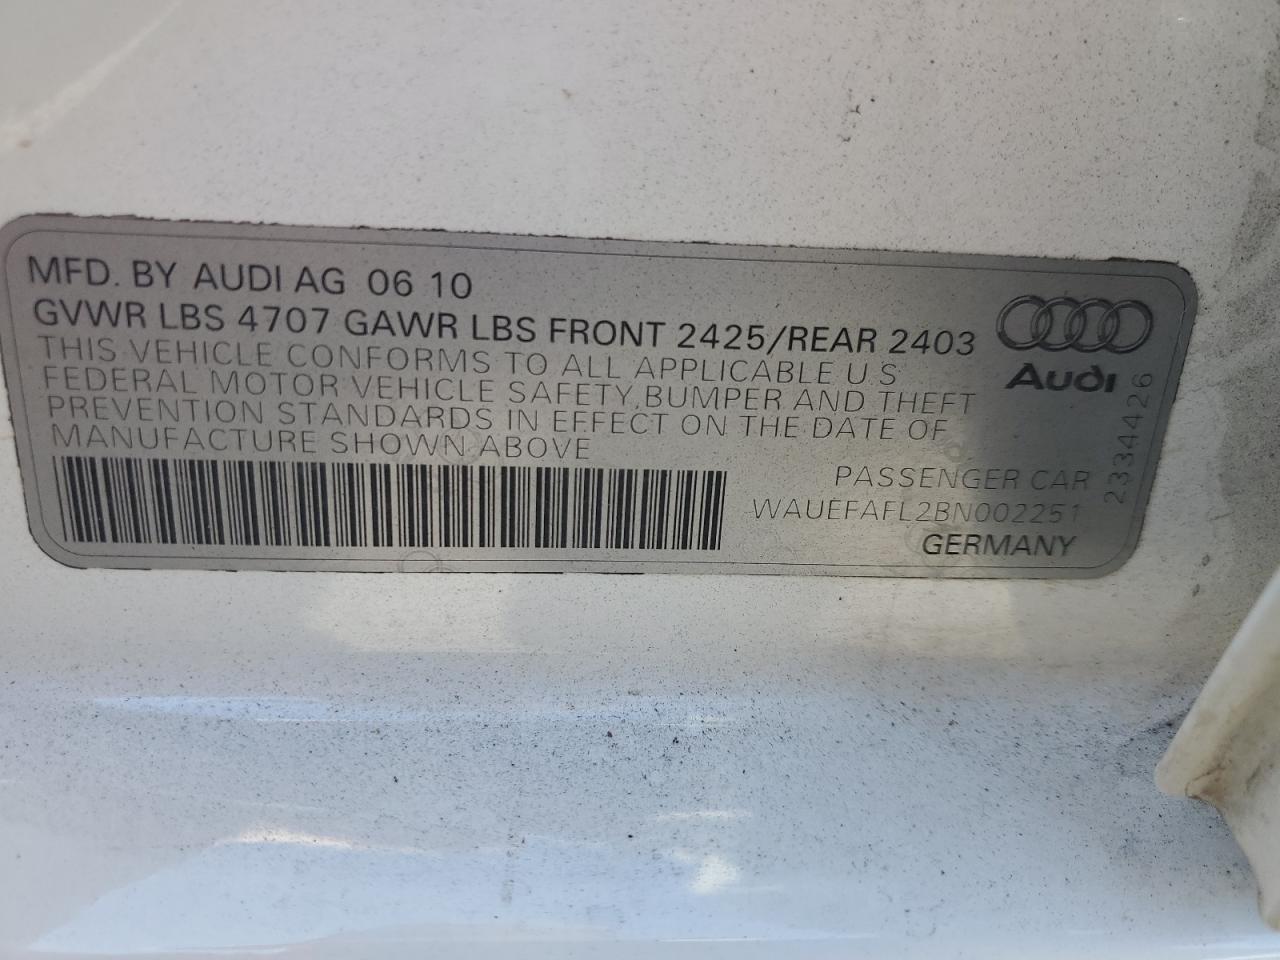 MFD. BY AUDI AG 06 10
GVWR LBS 4707 GAWR LBS FRONT 2425/REAR 2403
THIS VEHICLE CONFORMS TO ALL APPLICABLE U S
FEDERAL MOTOR VEHICLE SAFETY, BUMPER AND THEFT
PREVENTION STANDARDS IN EFFECT ON THE DATE OF
MANUFACTURE SHOWN ABOVE
Audi
2334426
PASSENGER CAR
WAUEFAFL2BN002251
GERMANY